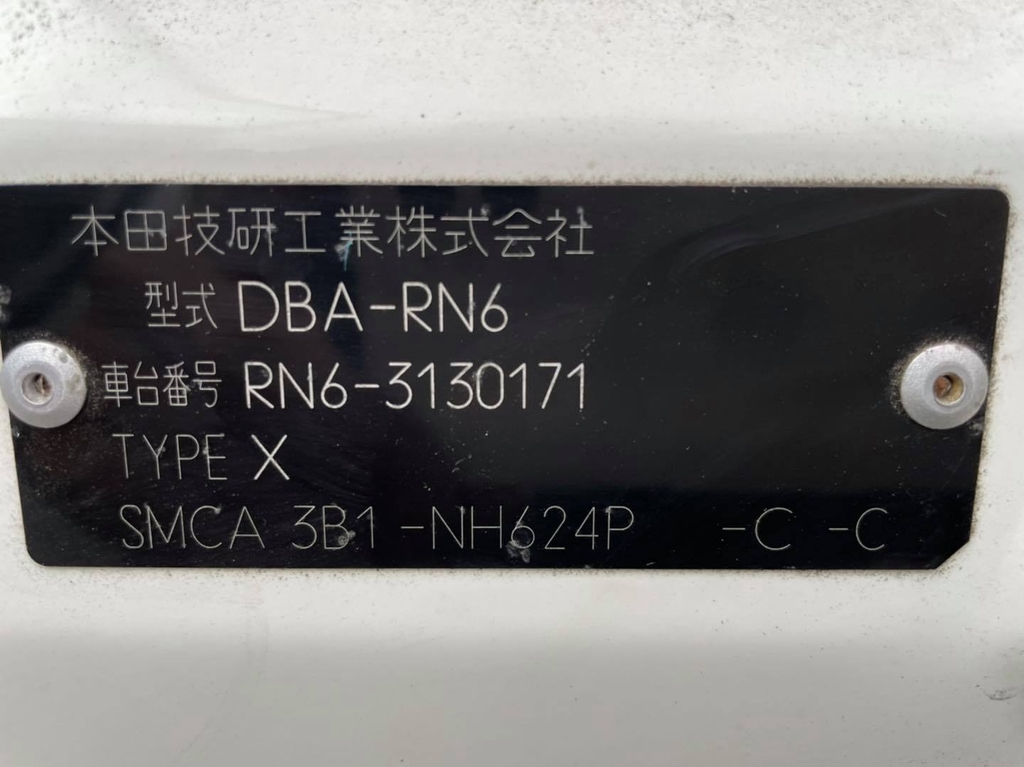 本田技研工業株式会社
型式 DBA-RN6
車台番号 RN6-3130171
TYPE X
SMCA 3B1 -NH624P -C -C